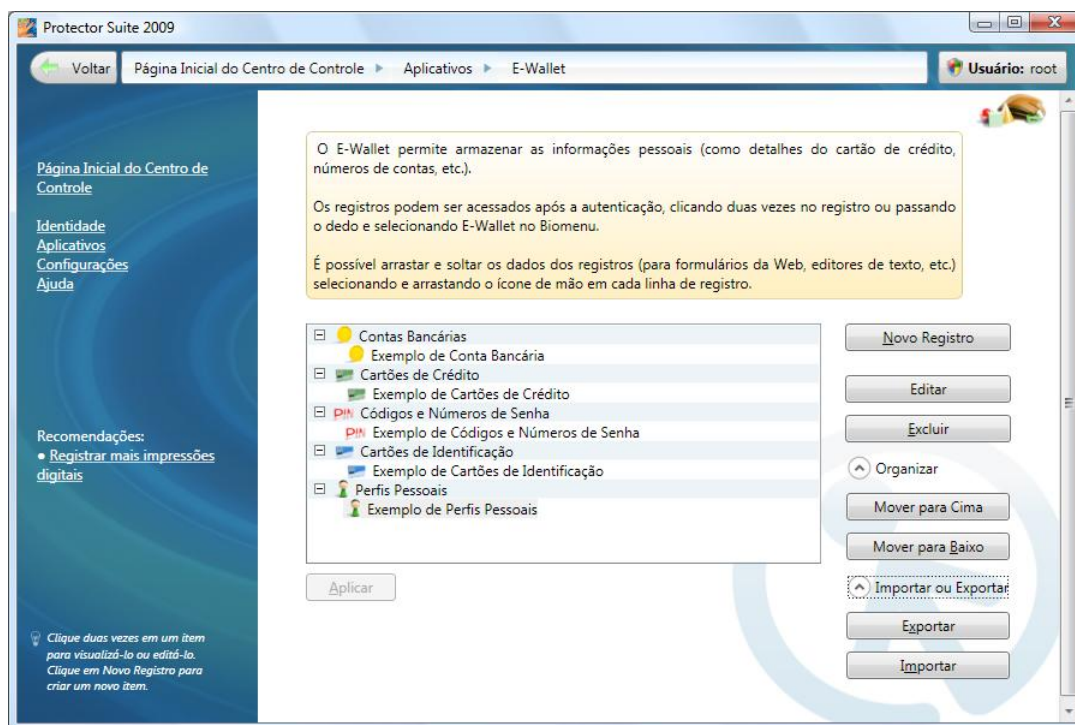 Protector Suite 2009
Voltar
Página Inicial do Centro de Controle
Aplicativos
E-Wallet
Usuário: root
Página Inicial do Centro de
Controle
Identidade
Aplicativos
Configurações
Ajuda
Recomendações:
• Registrar mais impressões
digitais
Clique duas vezes em um item
para visualizá-lo ou editá-lo.
Clique em Novo Registro para
criar um novo item.
O E-Wallet permite armazenar as informações pessoais (como detalhes do cartão de crédito,
números de contas, etc.).
Os registros podem ser acessados após a autenticação, clicando duas vezes no registro ou passando
o dedo e selecionando E-Wallet no Biomenu.
É possível arrastar e soltar os dados dos registros (para formulários da Web, editores de texto, etc.)
selecionando e arrastando o ícone de mão em cada linha de registro.
Contas Bancárias
Exemplo de Conta Bancária
Cartões de Crédito
Exemplo de Cartões de Crédito
PIN Códigos e Números de Senha
PIN Exemplo de Códigos e Números de Senha
Cartões de Identificação
Exemplo de Cartões de Identificação
Perfis Pessoais
Exemplo de Perfis Pessoais
Aplicar
Novo Registro
Editar
Excluir
Organizar
Mover para Cima
Mover para Baixo
Importar ou Exportar
Exportar
Importar